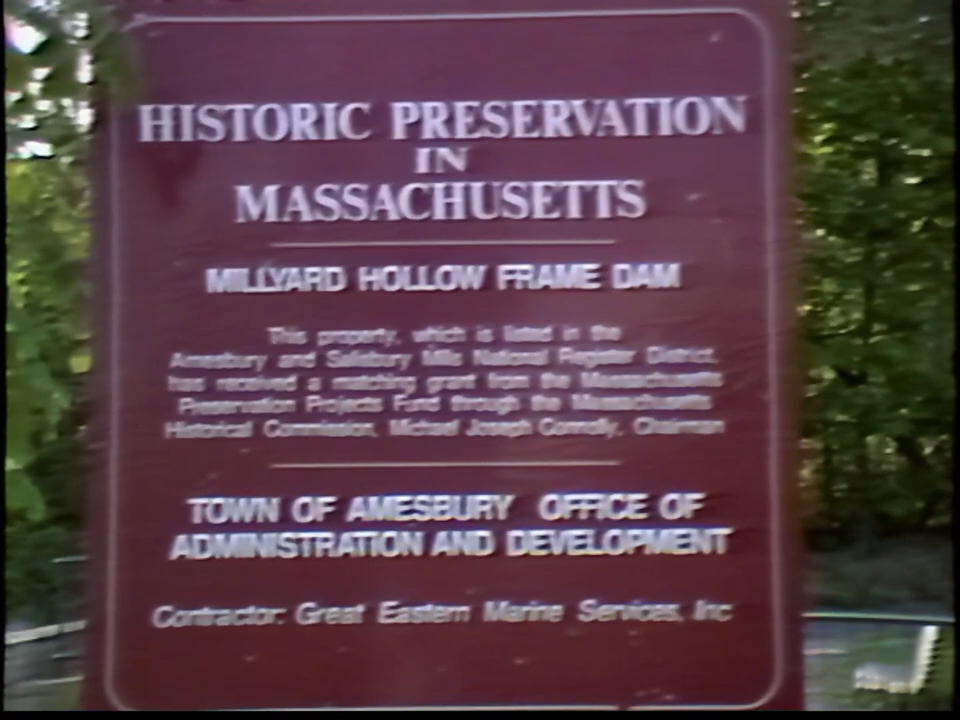 HISTORIC PRESERVATION
IN
MASSACHUSETTS
MILLYARD HOLLOW FRAME DAM
This property, which is listed in the
Amesbury and Salisbury Mills National Register District,
has received a matching grant from the Massachusetts
Preservation Projects Fund through the Massachusetts
Historical Commission, Michael Joseph Connolly, Chairman
TOWN OF AMESBURY OFFICE OF
ADMINISTRATION AND DEVELOPMENT
Contractor: Great Eastern Marine Services, Inc